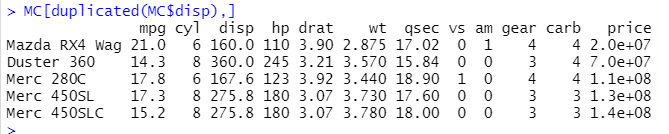 > MC[duplicated(MC$disp),]
mpg cyl disp hp drat wt qsec vs am gear carb price
Mazda RX4 Wag 21.0 6 160.0 110 3.90 2.875 17.02 0 1 4 4 2.0e+07
Duster 360 14.3 8 360.0 245 3.21 3.570 15.84 0 0 3 4 7.0e+07
Merc 280C 17.8 6 167.6 123 3.92 3.440 18.90 1 0 4 4 1.1e+08
Merc 450SL 17.3 8 275.8 180 3.07 3.730 17.60 0 0 3 3 1.3e+08
Merc 450SLC 15.2 8 275.8 180 3.07 3.780 18.00 0 0 3 3 1.4e+08
>